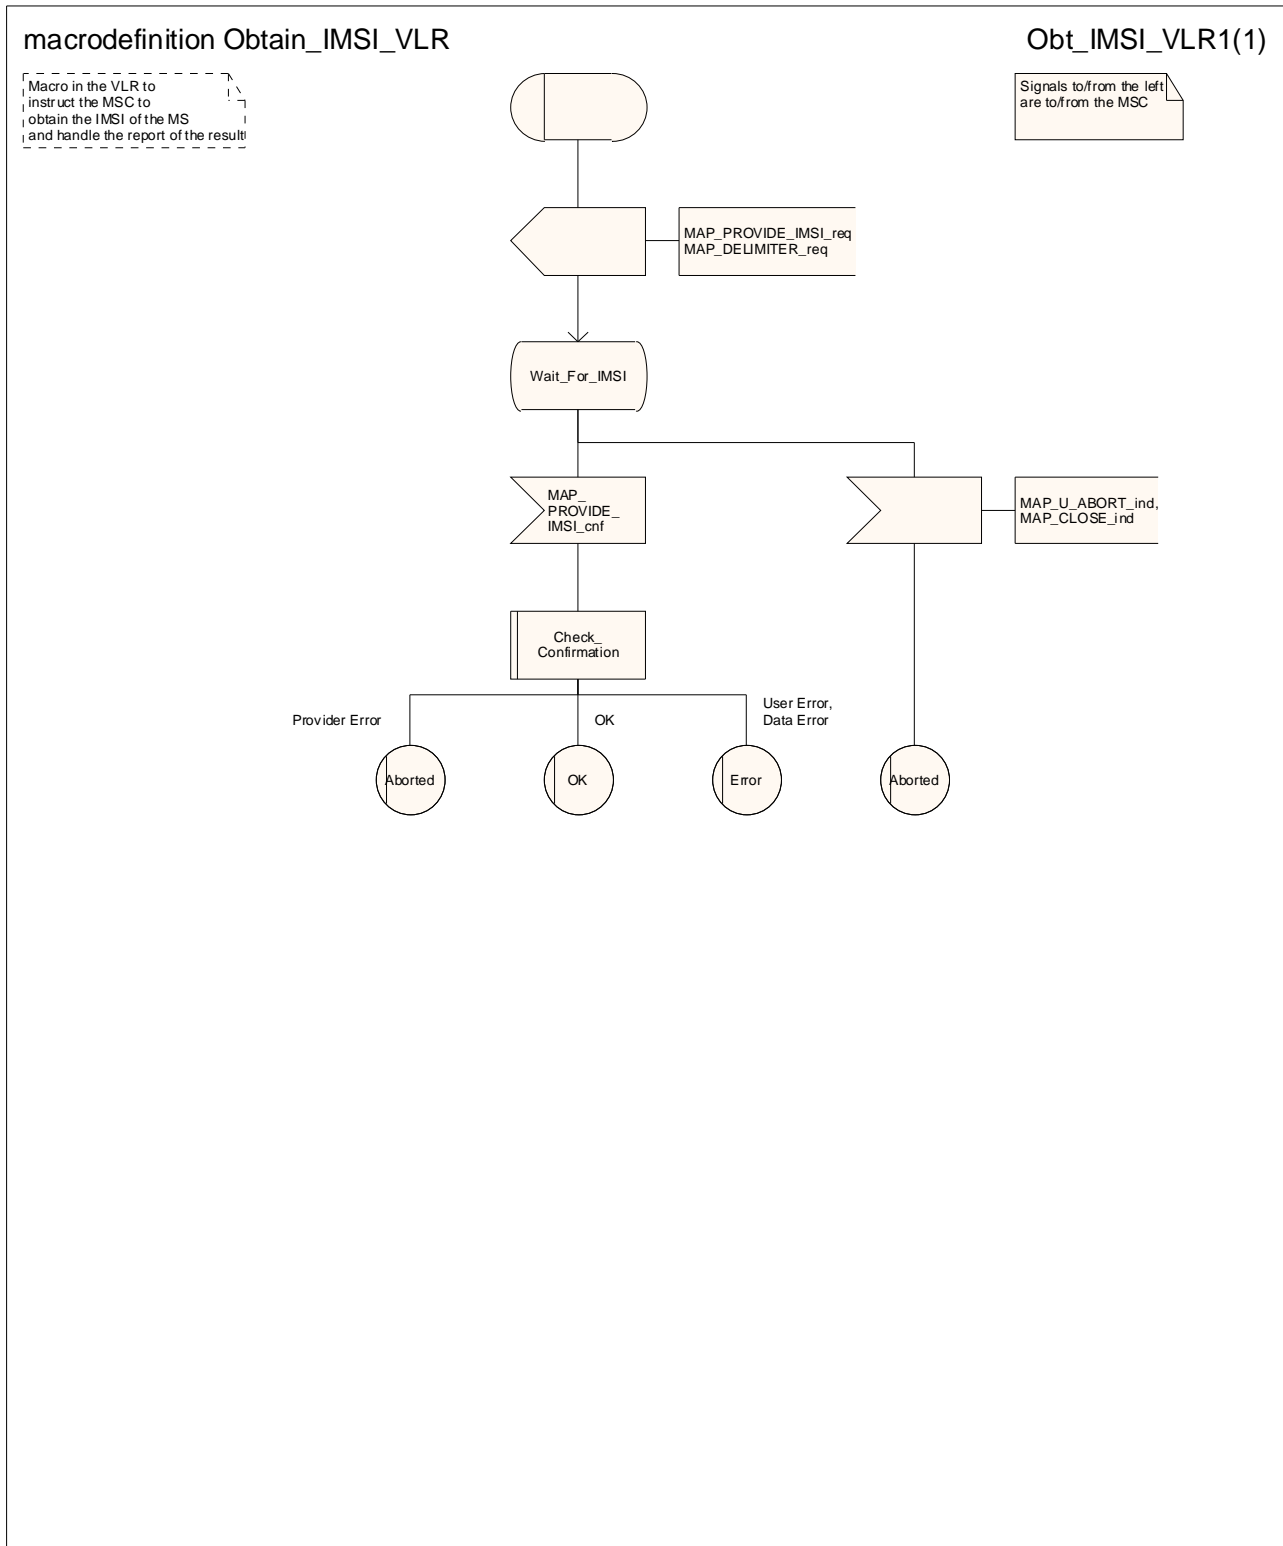 macrodefinition Obtain_IMSI_VLR
Obt_IMSI_VLR1(1)
Macro in the VLR to
instruct the MSC to
obtain the IMSI of the MS
and handle the report of the result
Signals to/from the left
are to/from the MSC
MAP_PROVIDE_IMSI_req
MAP_DELIMITER_req
Wait_For_IMSI
MAP_
PROVIDE_
IMSI_cnf
MAP_U_ABORT_ind,
MAP_CLOSE_ind
Check_
Confirmation
Provider Error
OK
User Error,
Data Error
Aborted
OK
Error
Aborted